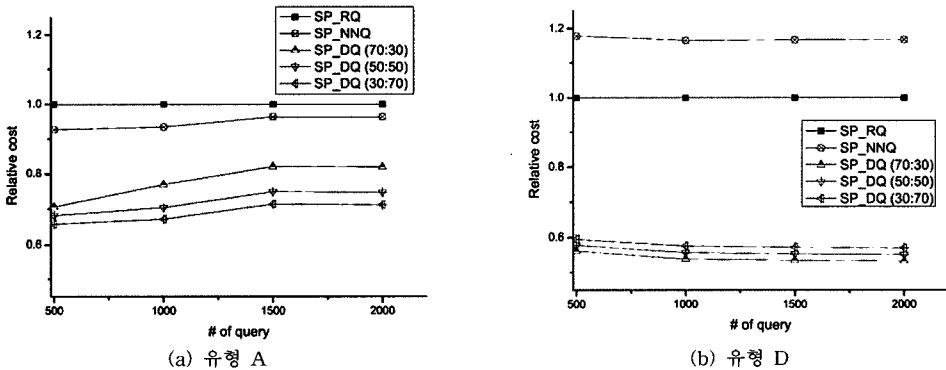 SP_RQ
SP_NNQ
SP_DQ (70:30)
SP_DQ (50:50)
SP_DQ (30:70)
1.2
1.0
0.8
0.6
Relative cost
500
1000
1500
2000
# of query
(a) 유형 A
SP_RQ
SP_NNQ
SP_DQ (70:30)
SP_DQ (50:50)
SP_DQ (30:70)
1.2
1.0
0.8
0.6
Relative cost
500
1000
1500
2000
# of query
(b) 유형 D